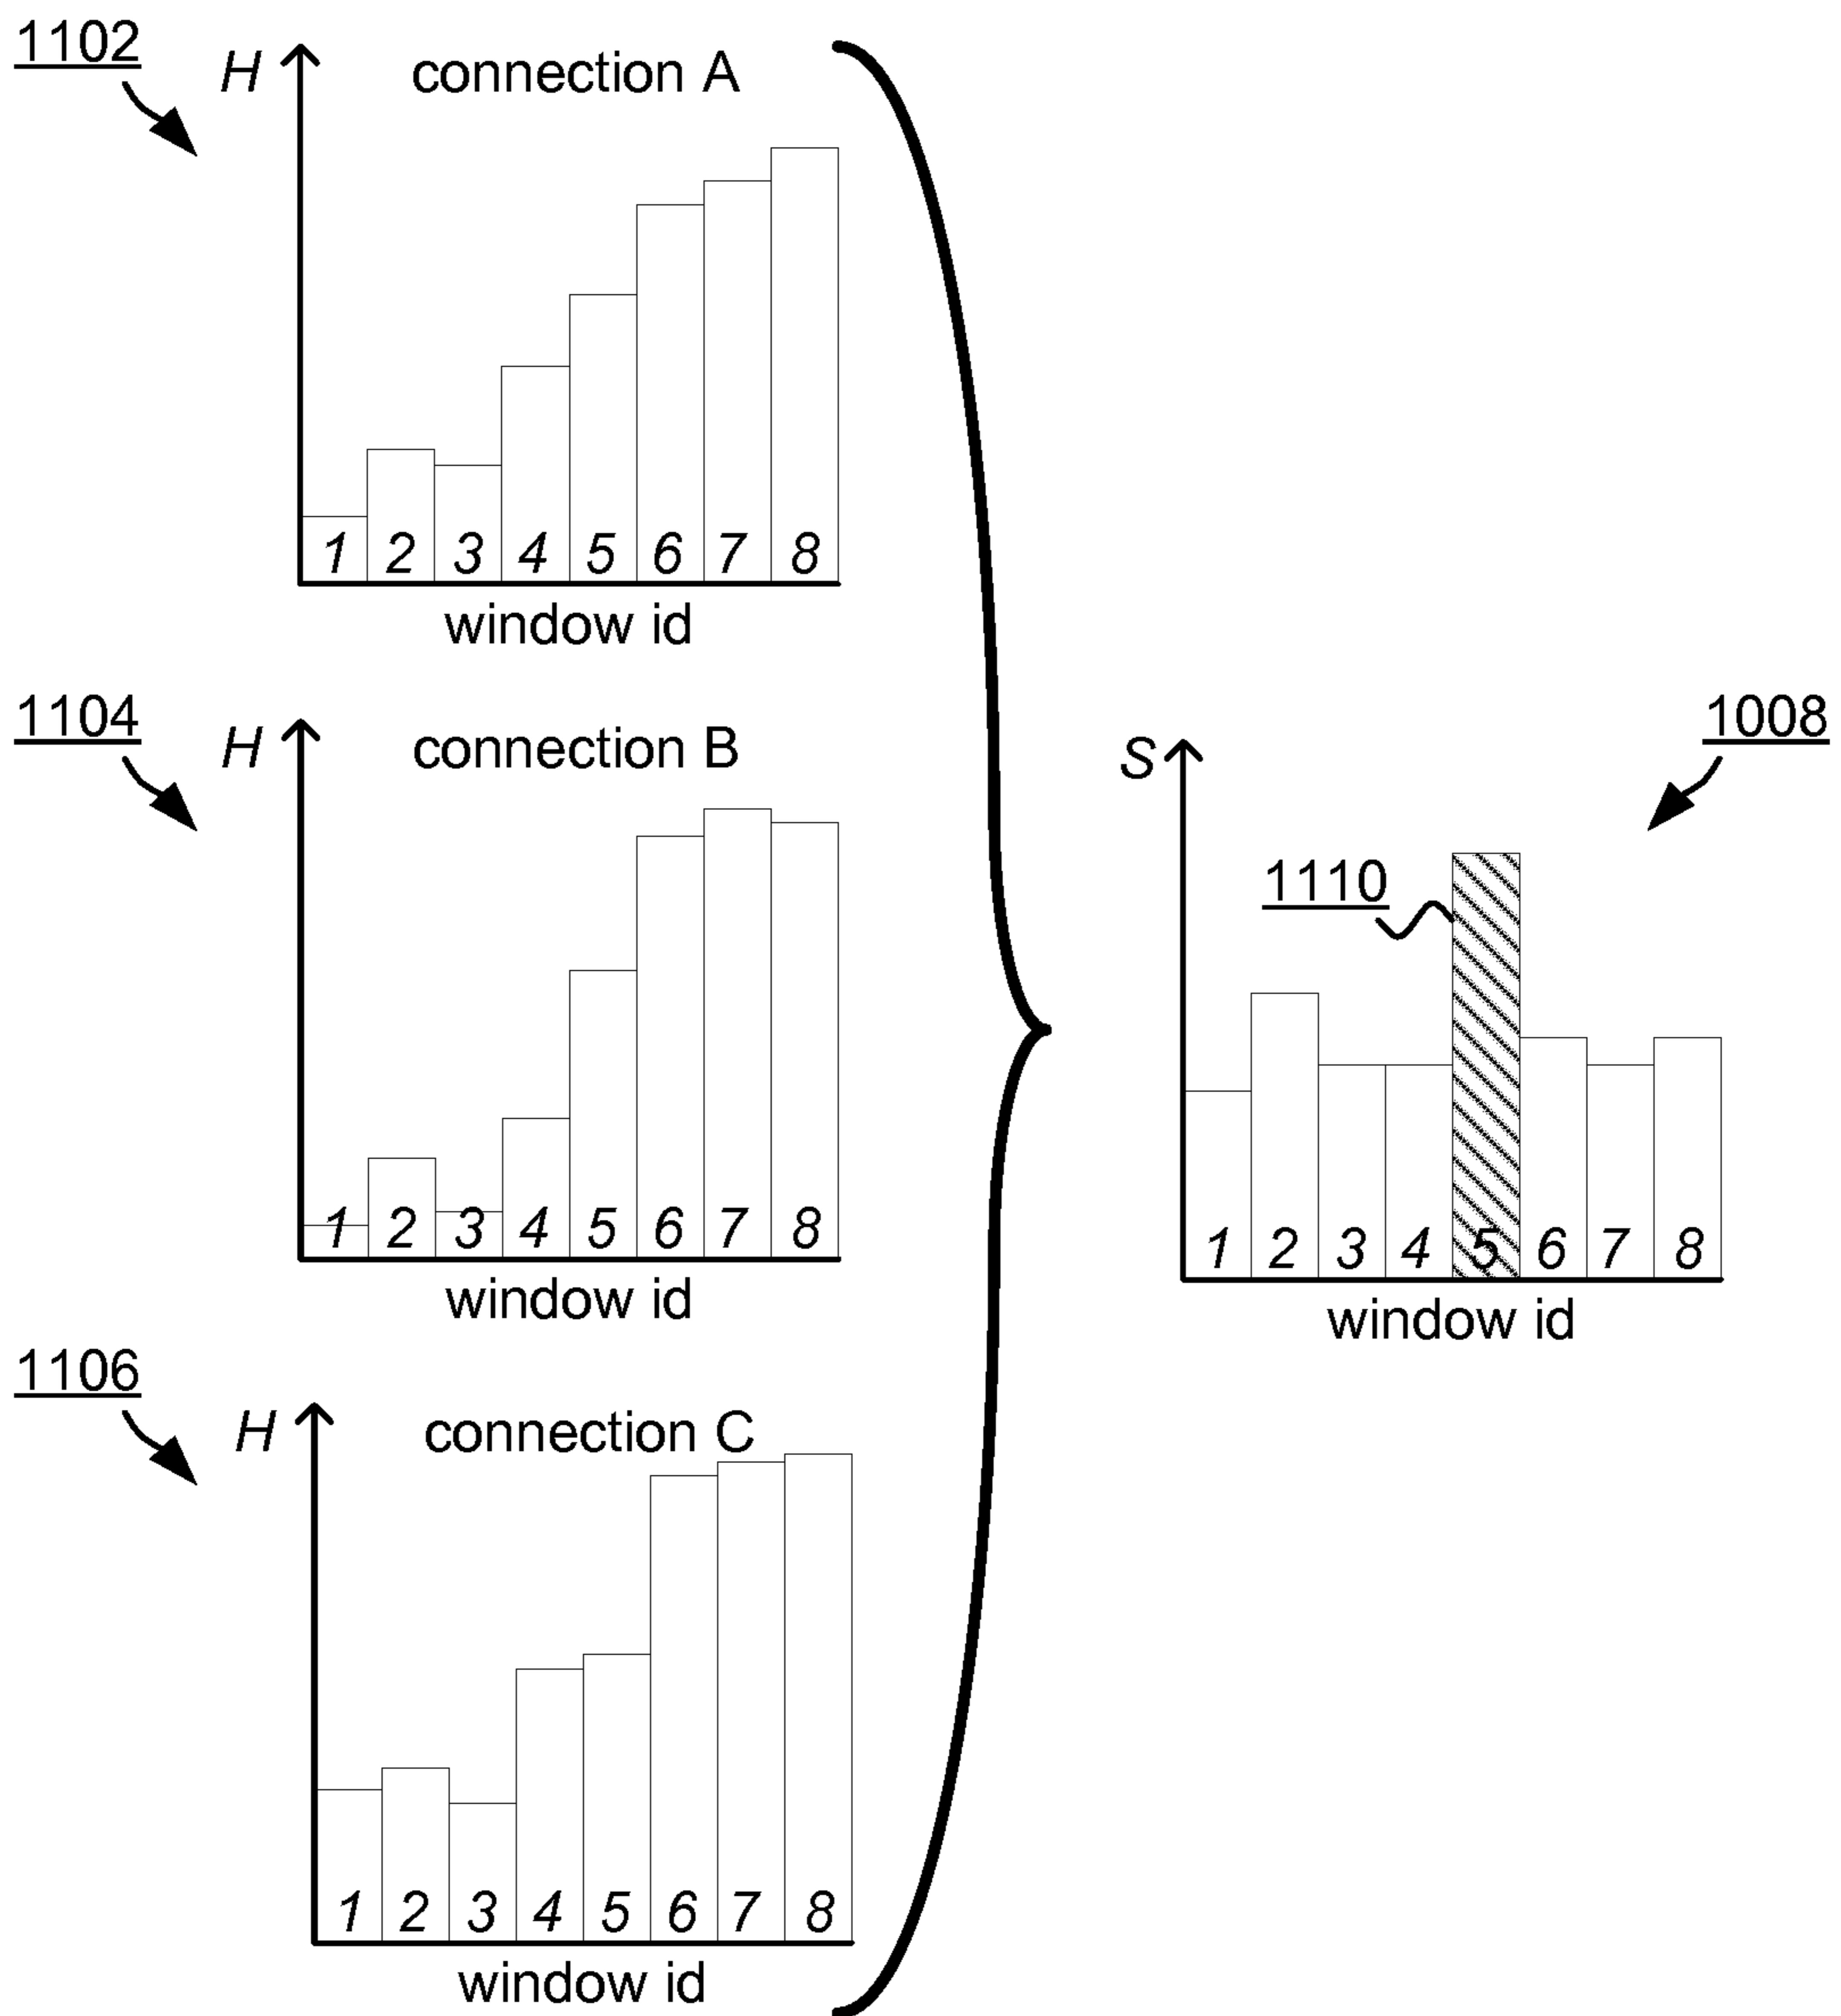 1102
H connection A
1 2 3 4 5 6 7 8
window id
1104
H connection B
1 2 3 4 5 6 7 8
window id
1106
H connection C
1 2 3 4 5 6 7 8
window id
1008
S
1110
1 2 3 4 5 6 7 8
window id